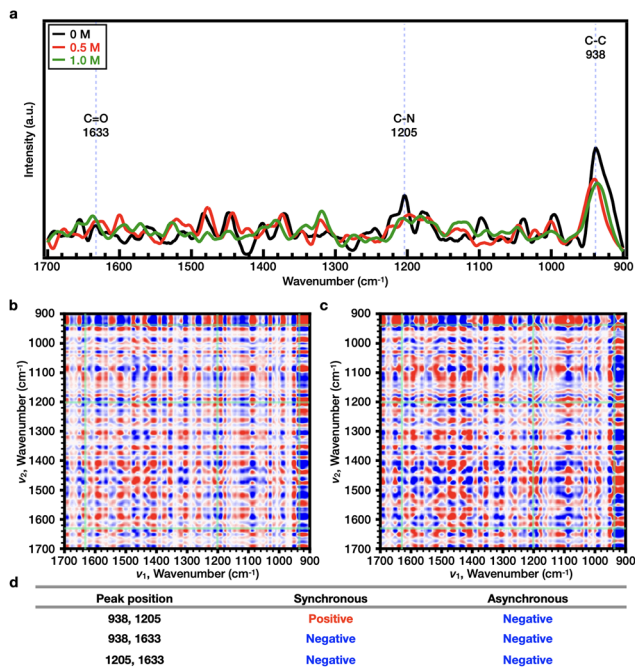 a
0 M
0.5 M
1.0 M
C=O
1633
C-N
1205
C-C
938
Intensity (a.u.)
1700 1600 1500 1400 1300 1200 1100 1000 900
Wavenumber (cm⁻¹)
b
900
1000
1100
1200
1300
1400
1500
1600
1700
ν₂, Wavenumber (cm⁻¹)
1700 1600 1500 1400 1300 1200 1100 1000 900
ν₁, Wavenumber (cm⁻¹)
c
900
1000
1100
1200
1300
1400
1500
1600
1700
ν₂, Wavenumber (cm⁻¹)
1700 1600 1500 1400 1300 1200 1100 1000 900
ν₁, Wavenumber (cm⁻¹)
d
Peak position Synchronous Asynchronous
938, 1205 Positive Negative
938, 1633 Negative Negative
1205, 1633 Negative Negative